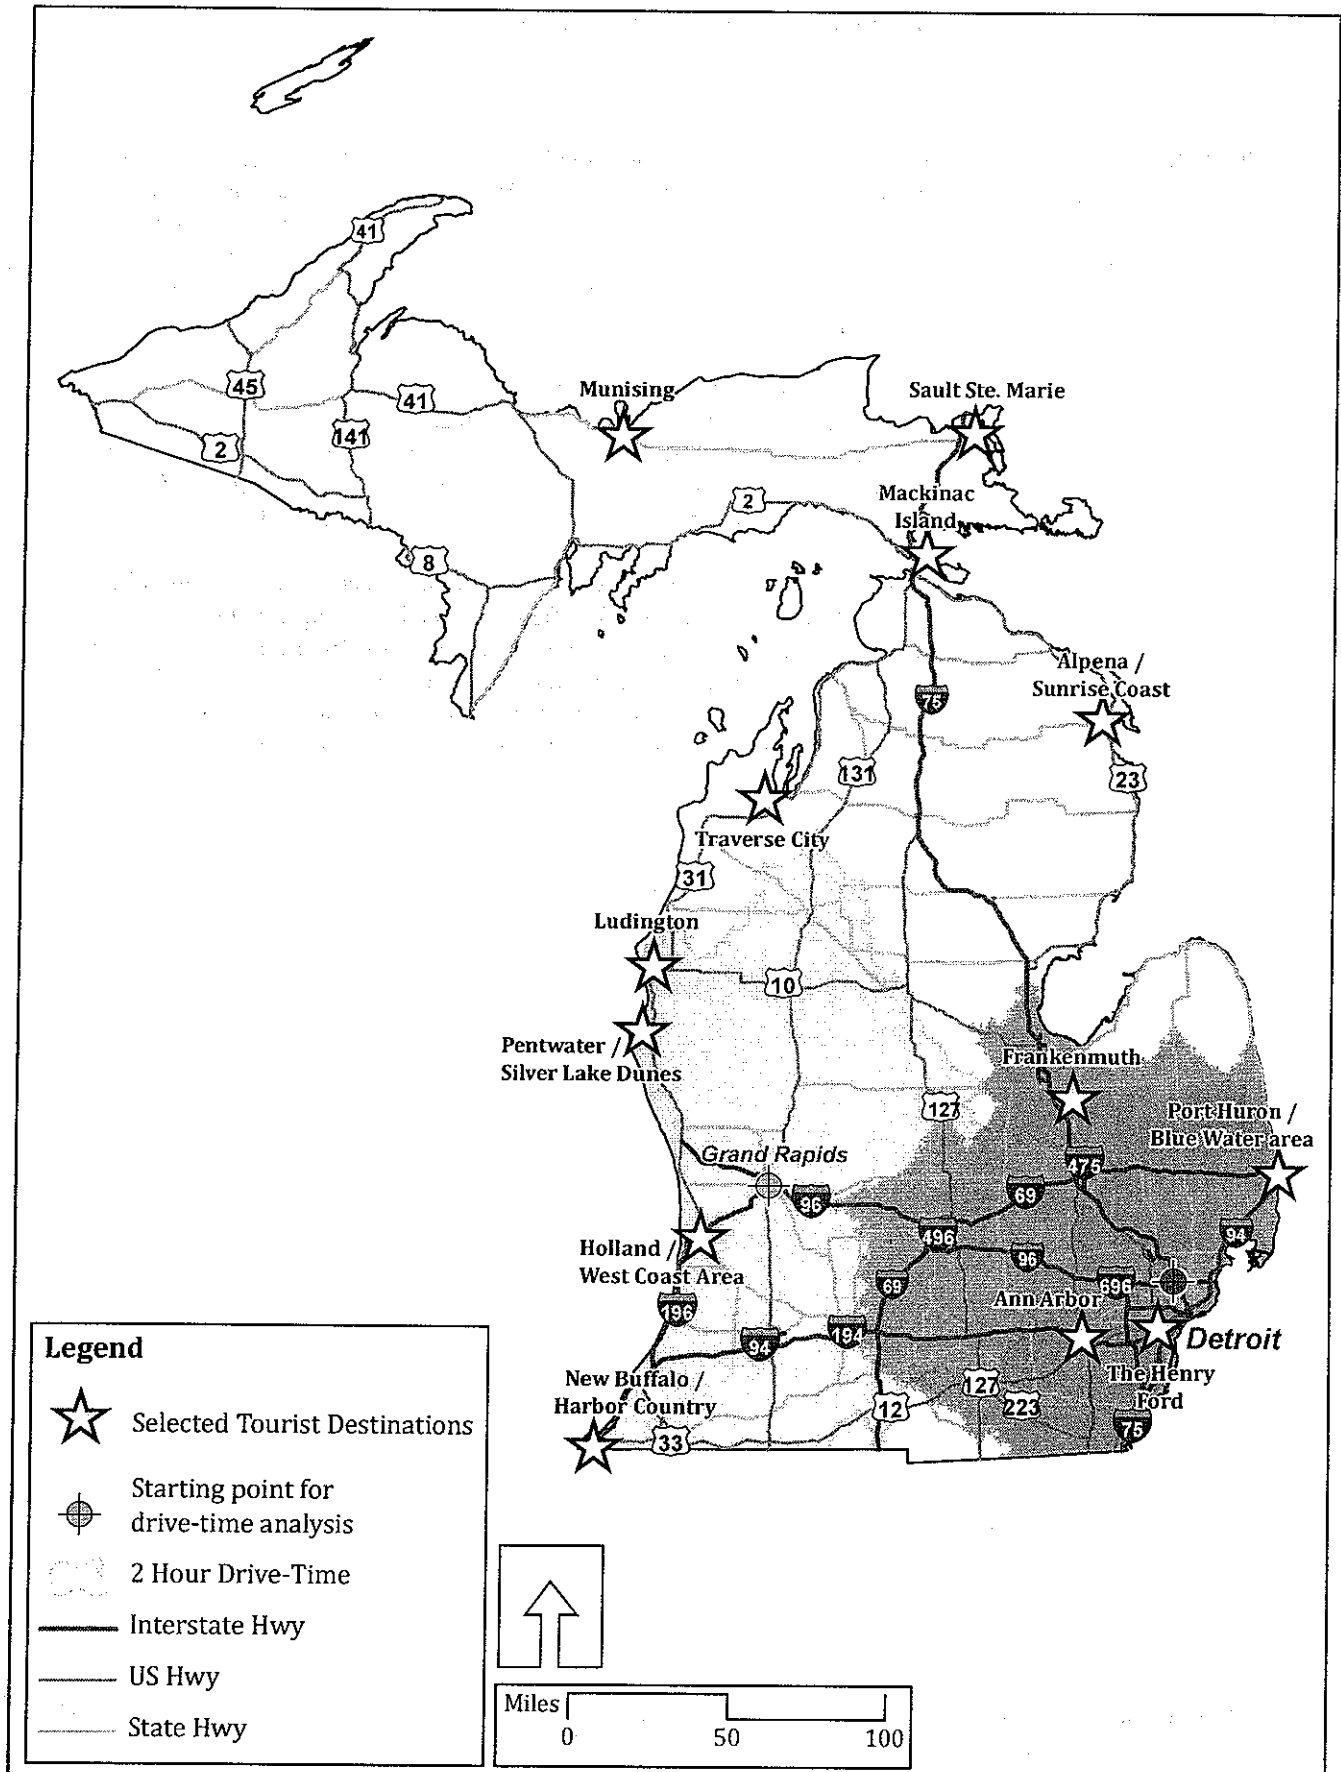 41
45
41
2
141
Munising
Sault Ste. Marie
2
Mackinac
Island
8
Alpena /
Sunrise Coast
75
131
23
Traverse City
31
Ludington
10
Pentwater /
Silver Lake Dunes
Frankenmuth
127
Port Huron /
Blue Water area
Grand Rapids
475
96
69
496
94
Holland /
West Coast Area
96
69
696
196
Ann Arbor
94
194
Detroit
New Buffalo /
Harbor Country
127
The Henry
Ford
12
223
33
75
Legend
Selected Tourist Destinations
Starting point for
drive-time analysis
2 Hour Drive-Time
Interstate Hwy
US Hwy
State Hwy
Miles
0 50 100